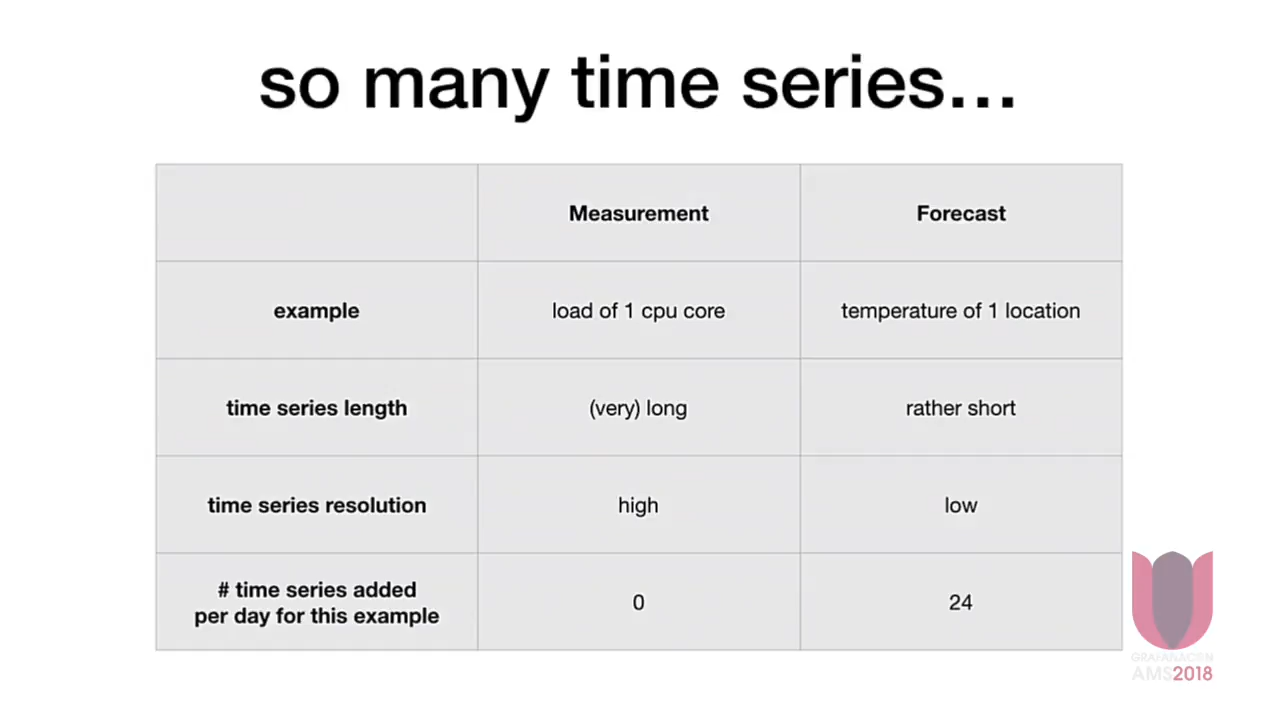 so many time series...
Measurement
Forecast
example
load of 1 cpu core
temperature of 1 location
time series length
(very) long
rather short
time series resolution
high
low
# time series added
per day for this example
0
24
GRAFANACON
AMS2018